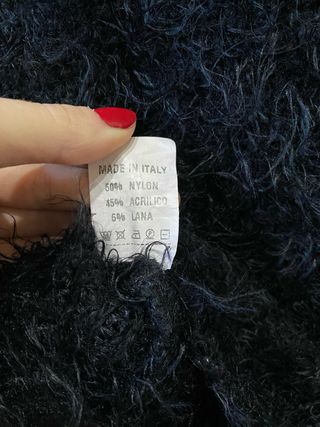 MADE IN ITALY
50% NYLON
45% ACRILICO
5% LANA